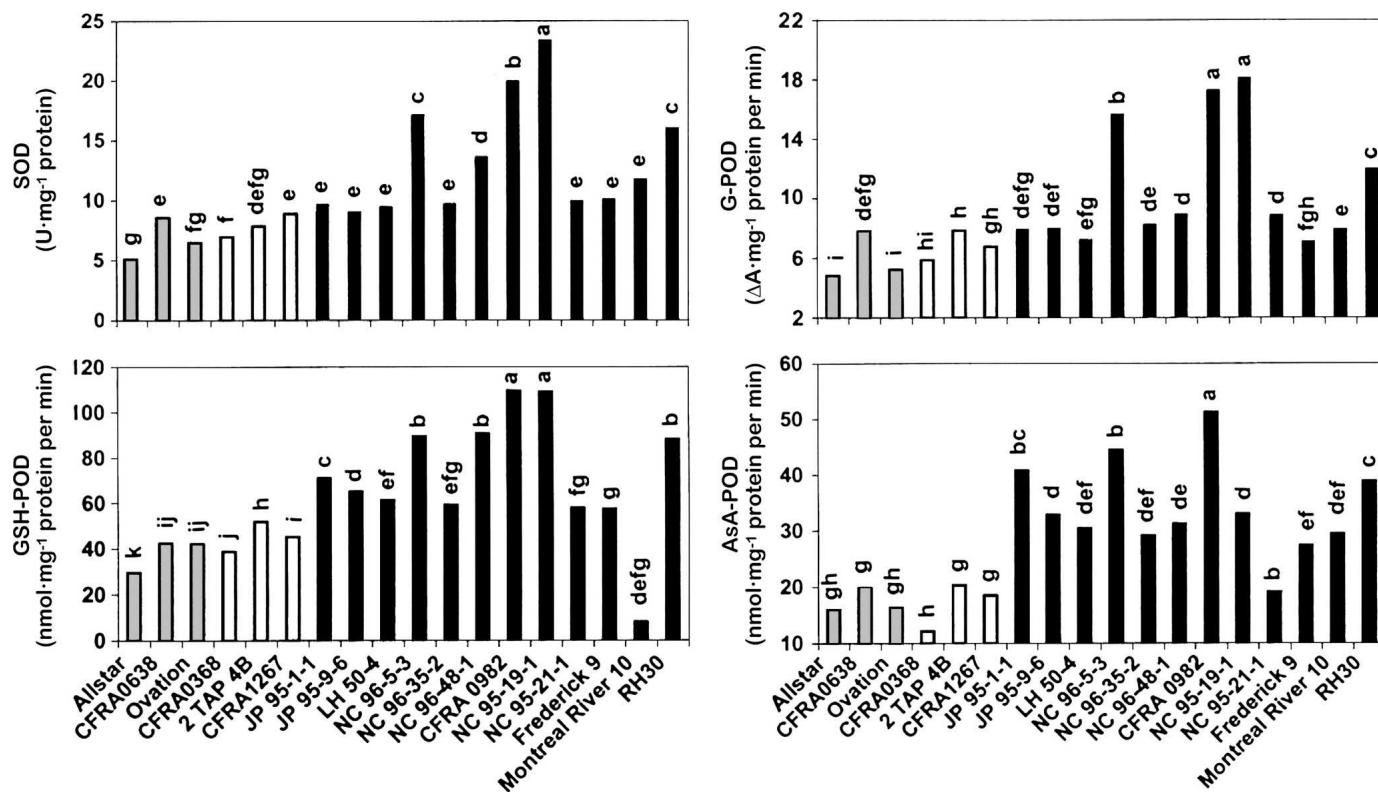 SOD
(U·mg-1 protein)
25
20
15
10
5
0
g
e
fg
f
defg
e
e
e
e
c
e
d
b
a
e
e
e
c
G-POD
(ΔA·mg-1 protein per min)
22
18
14
10
6
2
i
defg
i
hi
h
gh
defg
def
efg
b
de
d
a
a
d
fgh
e
c
GSH-POD
(nmol·mg-1 protein per min)
120
100
80
60
40
20
0
k
ij
ij
j
h
i
c
d
ef
b
efg
b
a
a
fg
g
defg
b
Allstar
CFRA0638
Ovation
CFRA0368
2 TAP 4B
CFRA1267
JP 95-1-1
JP 95-9-6
LH 50-4
NC 96-5-3
NC 96-35-2
NC 96-48-1
CFRA 0982
NC 95-19-1
NC 95-21-1
Frederick 9
Montreal River 10
RH30
AsA-POD
(nmol·mg-1 protein per min)
60
50
40
30
20
10
gh
g
gh
h
g
g
bc
d
def
b
def
de
a
d
b
ef
def
c
Allstar
CFRA0638
Ovation
CFRA0368
2 TAP 4B
CFRA1267
JP 95-1-1
JP 95-9-6
LH 50-4
NC 96-5-3
NC 96-35-2
NC 96-48-1
CFRA 0982
NC 95-19-1
NC 95-21-1
Frederick 9
Montreal River 10
RH30